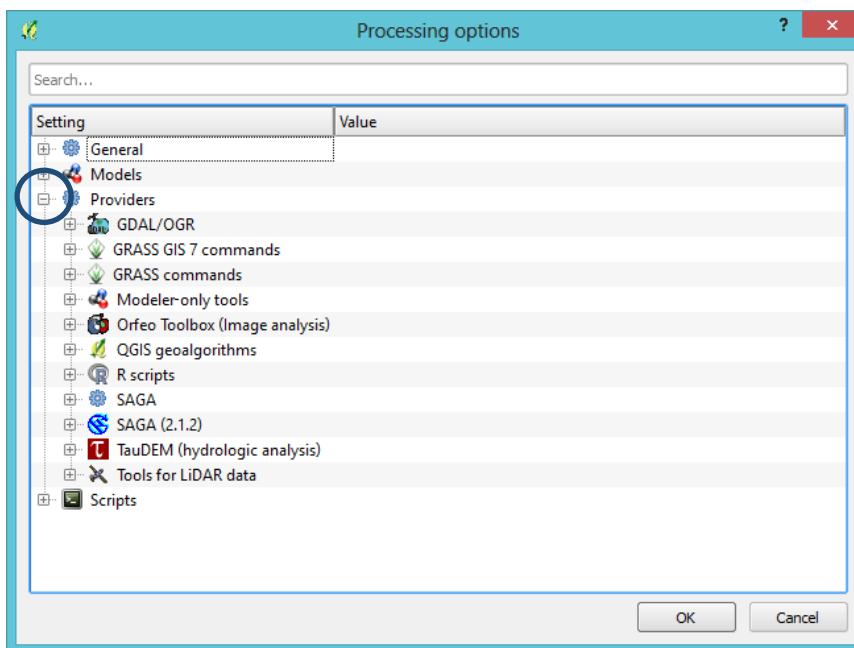 Processing options
?
Search...
Setting Value
General
Models
Providers
GDAL/OGR
GRASS GIS 7 commands
GRASS commands
Modeler-only tools
Orfeo Toolbox (Image analysis)
QGIS geoalgorithms
R scripts
SAGA
SAGA (2.1.2)
TauDEM (hydrologic analysis)
Tools for LiDAR data
Scripts
OK Cancel